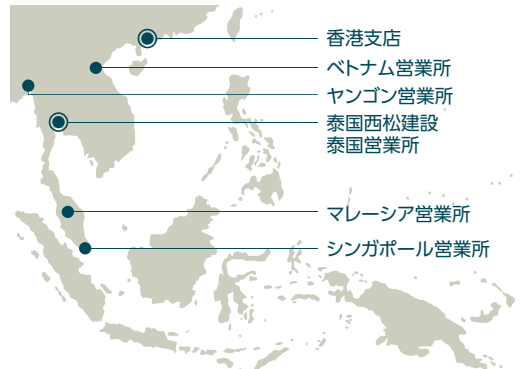 香港支店
ベトナム営業所
ヤンゴン営業所
泰国西松建設
泰国営業所
マレーシア営業所
シンガポール営業所